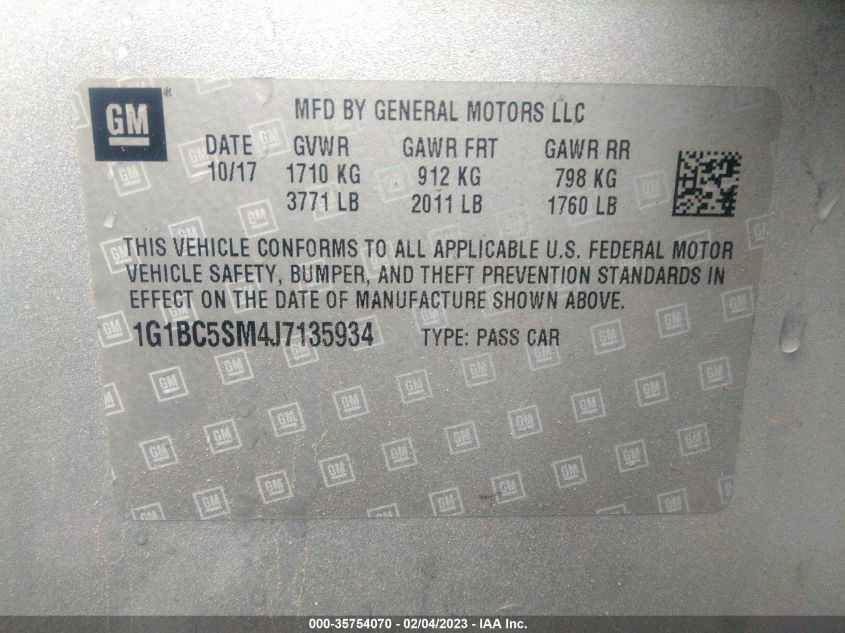 GM
MFD BY GENERAL MOTORS LLC
DATE GVWR GAWR FRT GAWR RR
10/17 1710 KG 912 KG 798 KG
3771 LB 2011 LB 1760 LB
THIS VEHICLE CONFORMS TO ALL APPLICABLE U.S. FEDERAL MOTOR
VEHICLE SAFETY, BUMPER, AND THEFT PREVENTION STANDARDS IN
EFFECT ON THE DATE OF MANUFACTURE SHOWN ABOVE.
1G1BC5SM4J7135934 TYPE: PASS CAR
000-35754070 - 02/04/2023 - IAA Inc.